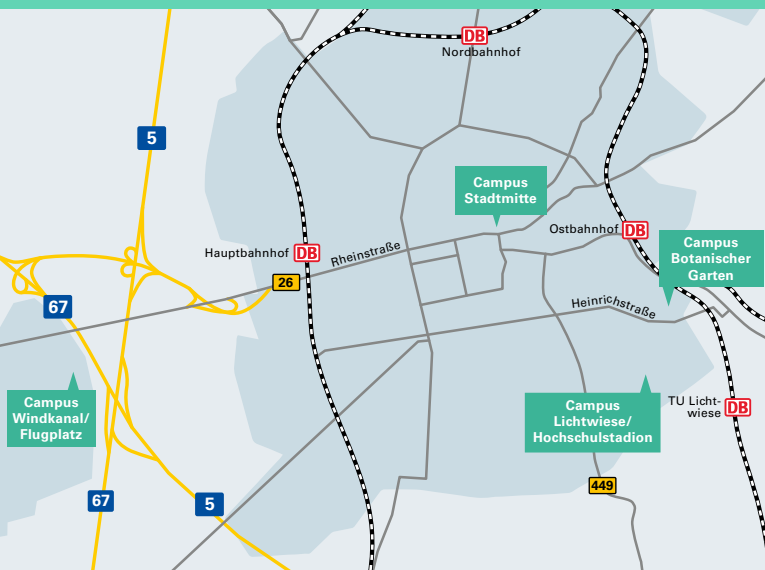 DB
Nordbahnhof
5
Campus
Stadtmitte
Ostbahnhof DB
Hauptbahnhof DB
Rheinstraße
Campus
Botanischer
Garten
26
67
Heinrichstraße
Campus
Windkanal/
Flugplatz
Campus
Lichtwiese/
Hochschulstadion
TU Licht-
wiese
DB
449
67
5